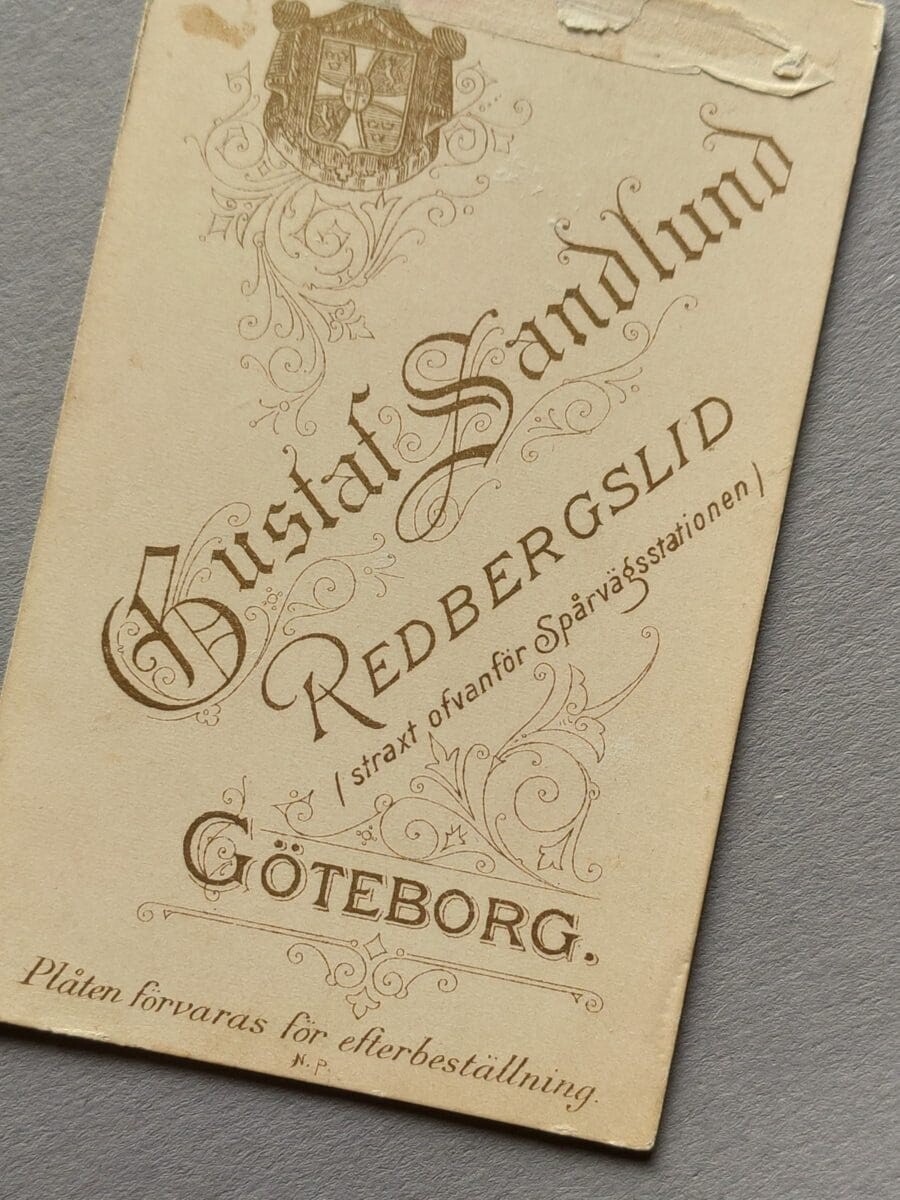 Gustaf Sandlund
REDBERGSLID
(straxt ofvanför Spårvägsstationen)
GÖTEBORG.
Plåten förvaras för efterbeställning.
N. P.